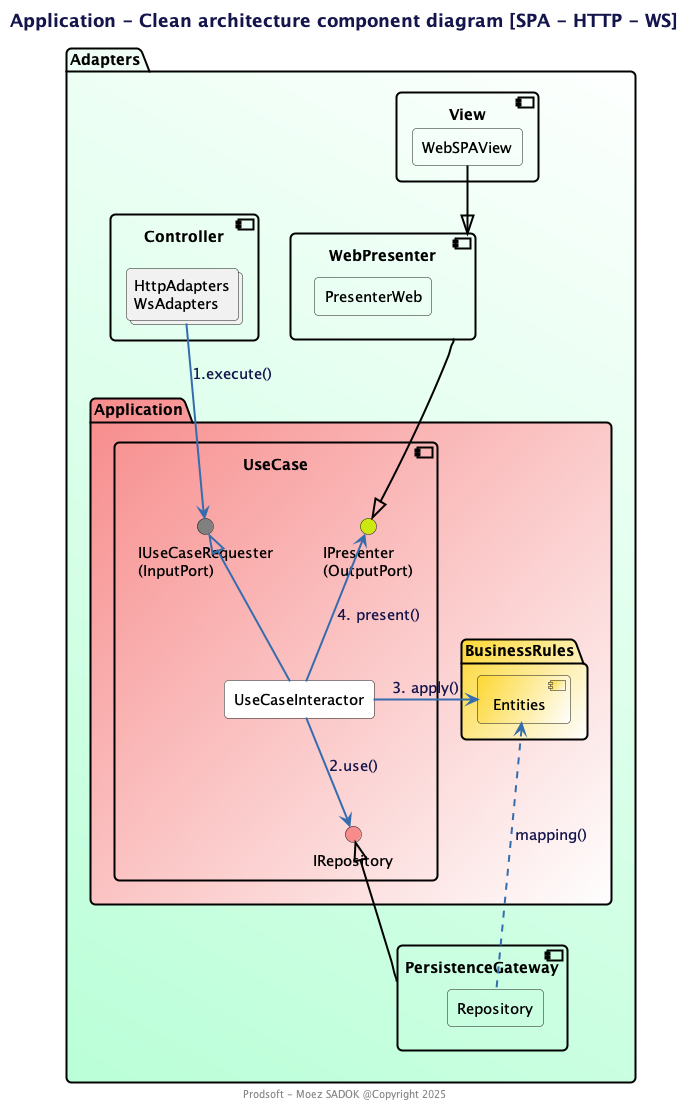 Application - Clean architecture component diagram [SPA - HTTP - WS]
Adapters
View
WebSPAView
Controller
HttpAdapters
WsAdapters
WebPresenter
PresenterWeb
1.execute()
Application
UseCase
IUseCaseRequester
(InputPort)
IPresenter
(OutputPort)
4. present()
BusinessRules
Entities
UseCaseInteractor
3. apply()
2.use()
mapping()
IRepository
PersistenceGateway
Repository
Prodsoft - Moez SADOK @Copyright 2025